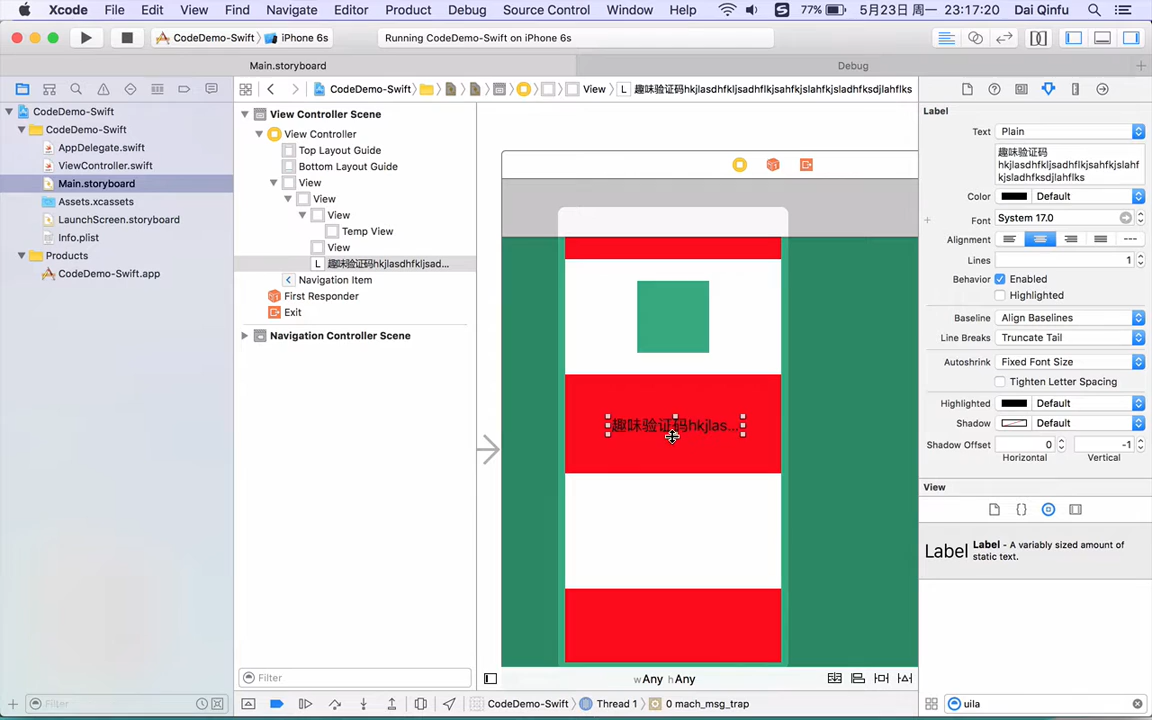 Xcode File Edit View Find Navigate Editor Product Debug Source Control Window Help 77% 5月23日 周一 23:17:20 Dai Qinfu
CodeDemo-Swift iPhone 6s Running CodeDemo-Swift on iPhone 6s
Main.storyboard Debug
CodeDemo-Swift View L 趣味验证码hkjlasdhfkljsadhflkjsahfkjslahfkjsladhfksdjlahflks
CodeDemo-Swift
CodeDemo-Swift
AppDelegate.swift
ViewController.swift
Main.storyboard
Assets.xcassets
LaunchScreen.storyboard
Info.plist
Products
CodeDemo-Swift.app
Filter
View Controller Scene
View Controller
Top Layout Guide
Bottom Layout Guide
View
View
View
Temp View
View
L 趣味验证码hkjlasdhfkljsad...
Navigation Item
First Responder
Exit
Navigation Controller Scene
Filter
趣味验证码hkjlas...
wAny hAny
CodeDemo-Swift Thread 1 0 mach_msg_trap
Label
Text Plain
趣味验证码
hkjlasdhfkljsadhflkjsahfkjslahf
kjsladhfksdjlahflks
Color Default
Font System 17.0
Alignment
Lines 1
Behavior Enabled
Highlighted
Baseline Align Baselines
Line Breaks Truncate Tail
Autoshrink Fixed Font Size
Tighten Letter Spacing
Highlighted Default
Shadow Default
Shadow Offset 0 -1
Horizontal Vertical
View
Label Label - A variably sized amount of
static text.
uila